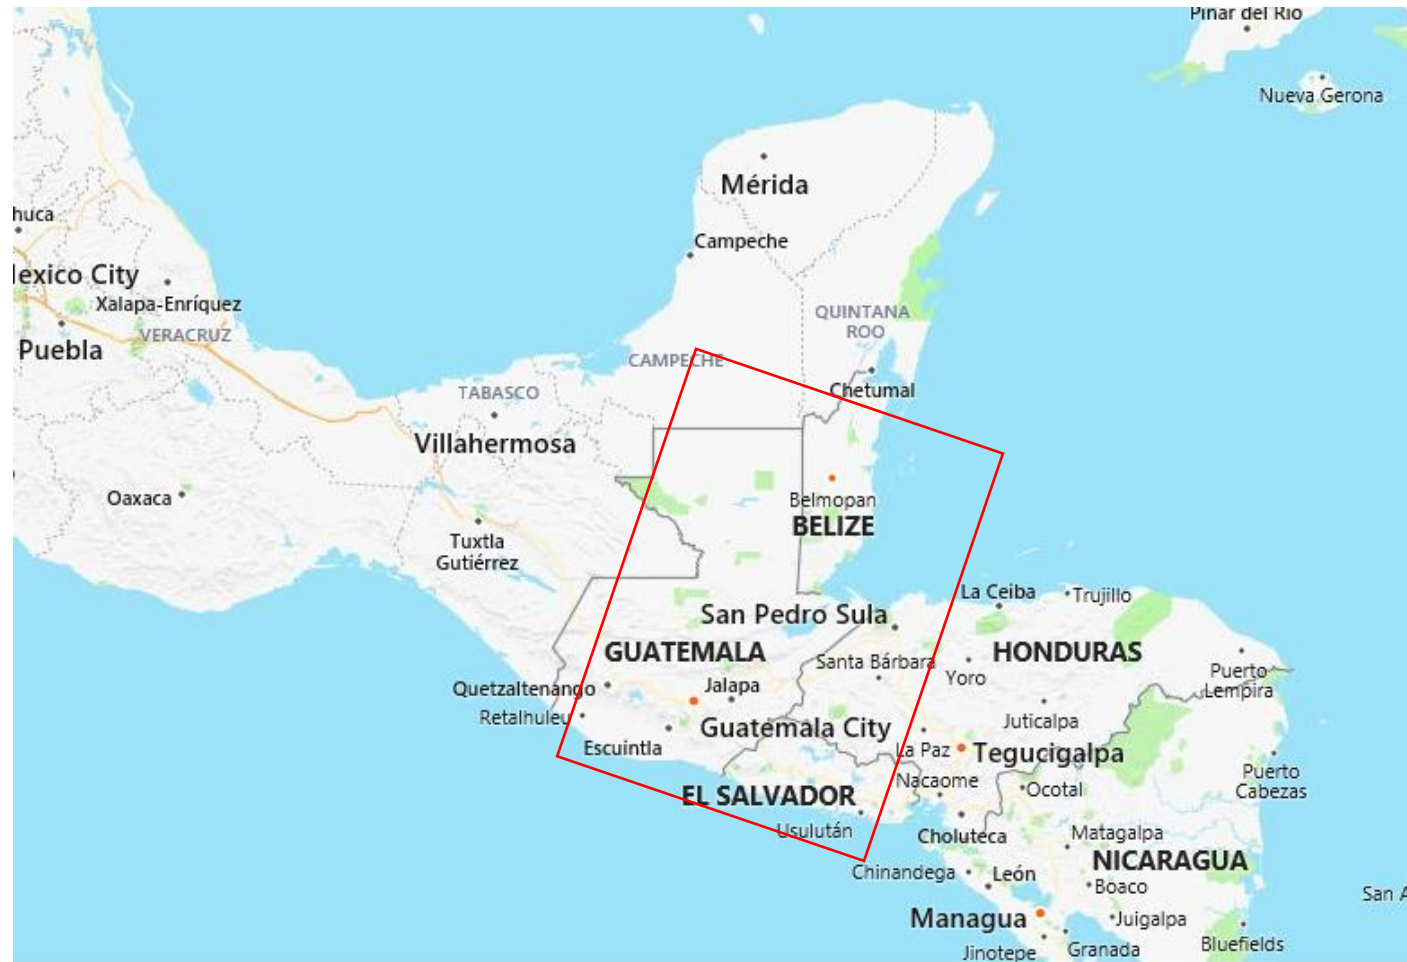 Pinar del Río
Nueva Gerona
Mérida
huca
Campeche
exico City
Xalapa-Enríquez
QUINTANA
ROO
VERACRUZ
Puebla
CAMPECHE
TABASCO
Chetumal
Villahermosa
Oaxaca
Belmopan
BELIZE
Tuxtla
Gutiérrez
La Ceiba
Trujillo
San Pedro Sula
GUATEMALA
Santa Bárbara
HONDURAS
Yoro
Puerto
Lempira
Quetzaltenango
Jalapa
Retalhuleu
Juticalpa
Guatemala City
Escuintla
La Paz
Tegucigalpa
Nacaome
Puerto
Cabezas
EL SALVADOR
Ocotal
Usulután
Choluteca
Matagalpa
NICARAGUA
Chinandega
León
Boaco
San A
Managua
Juigalpa
Jinotepe
Granada
Bluefields